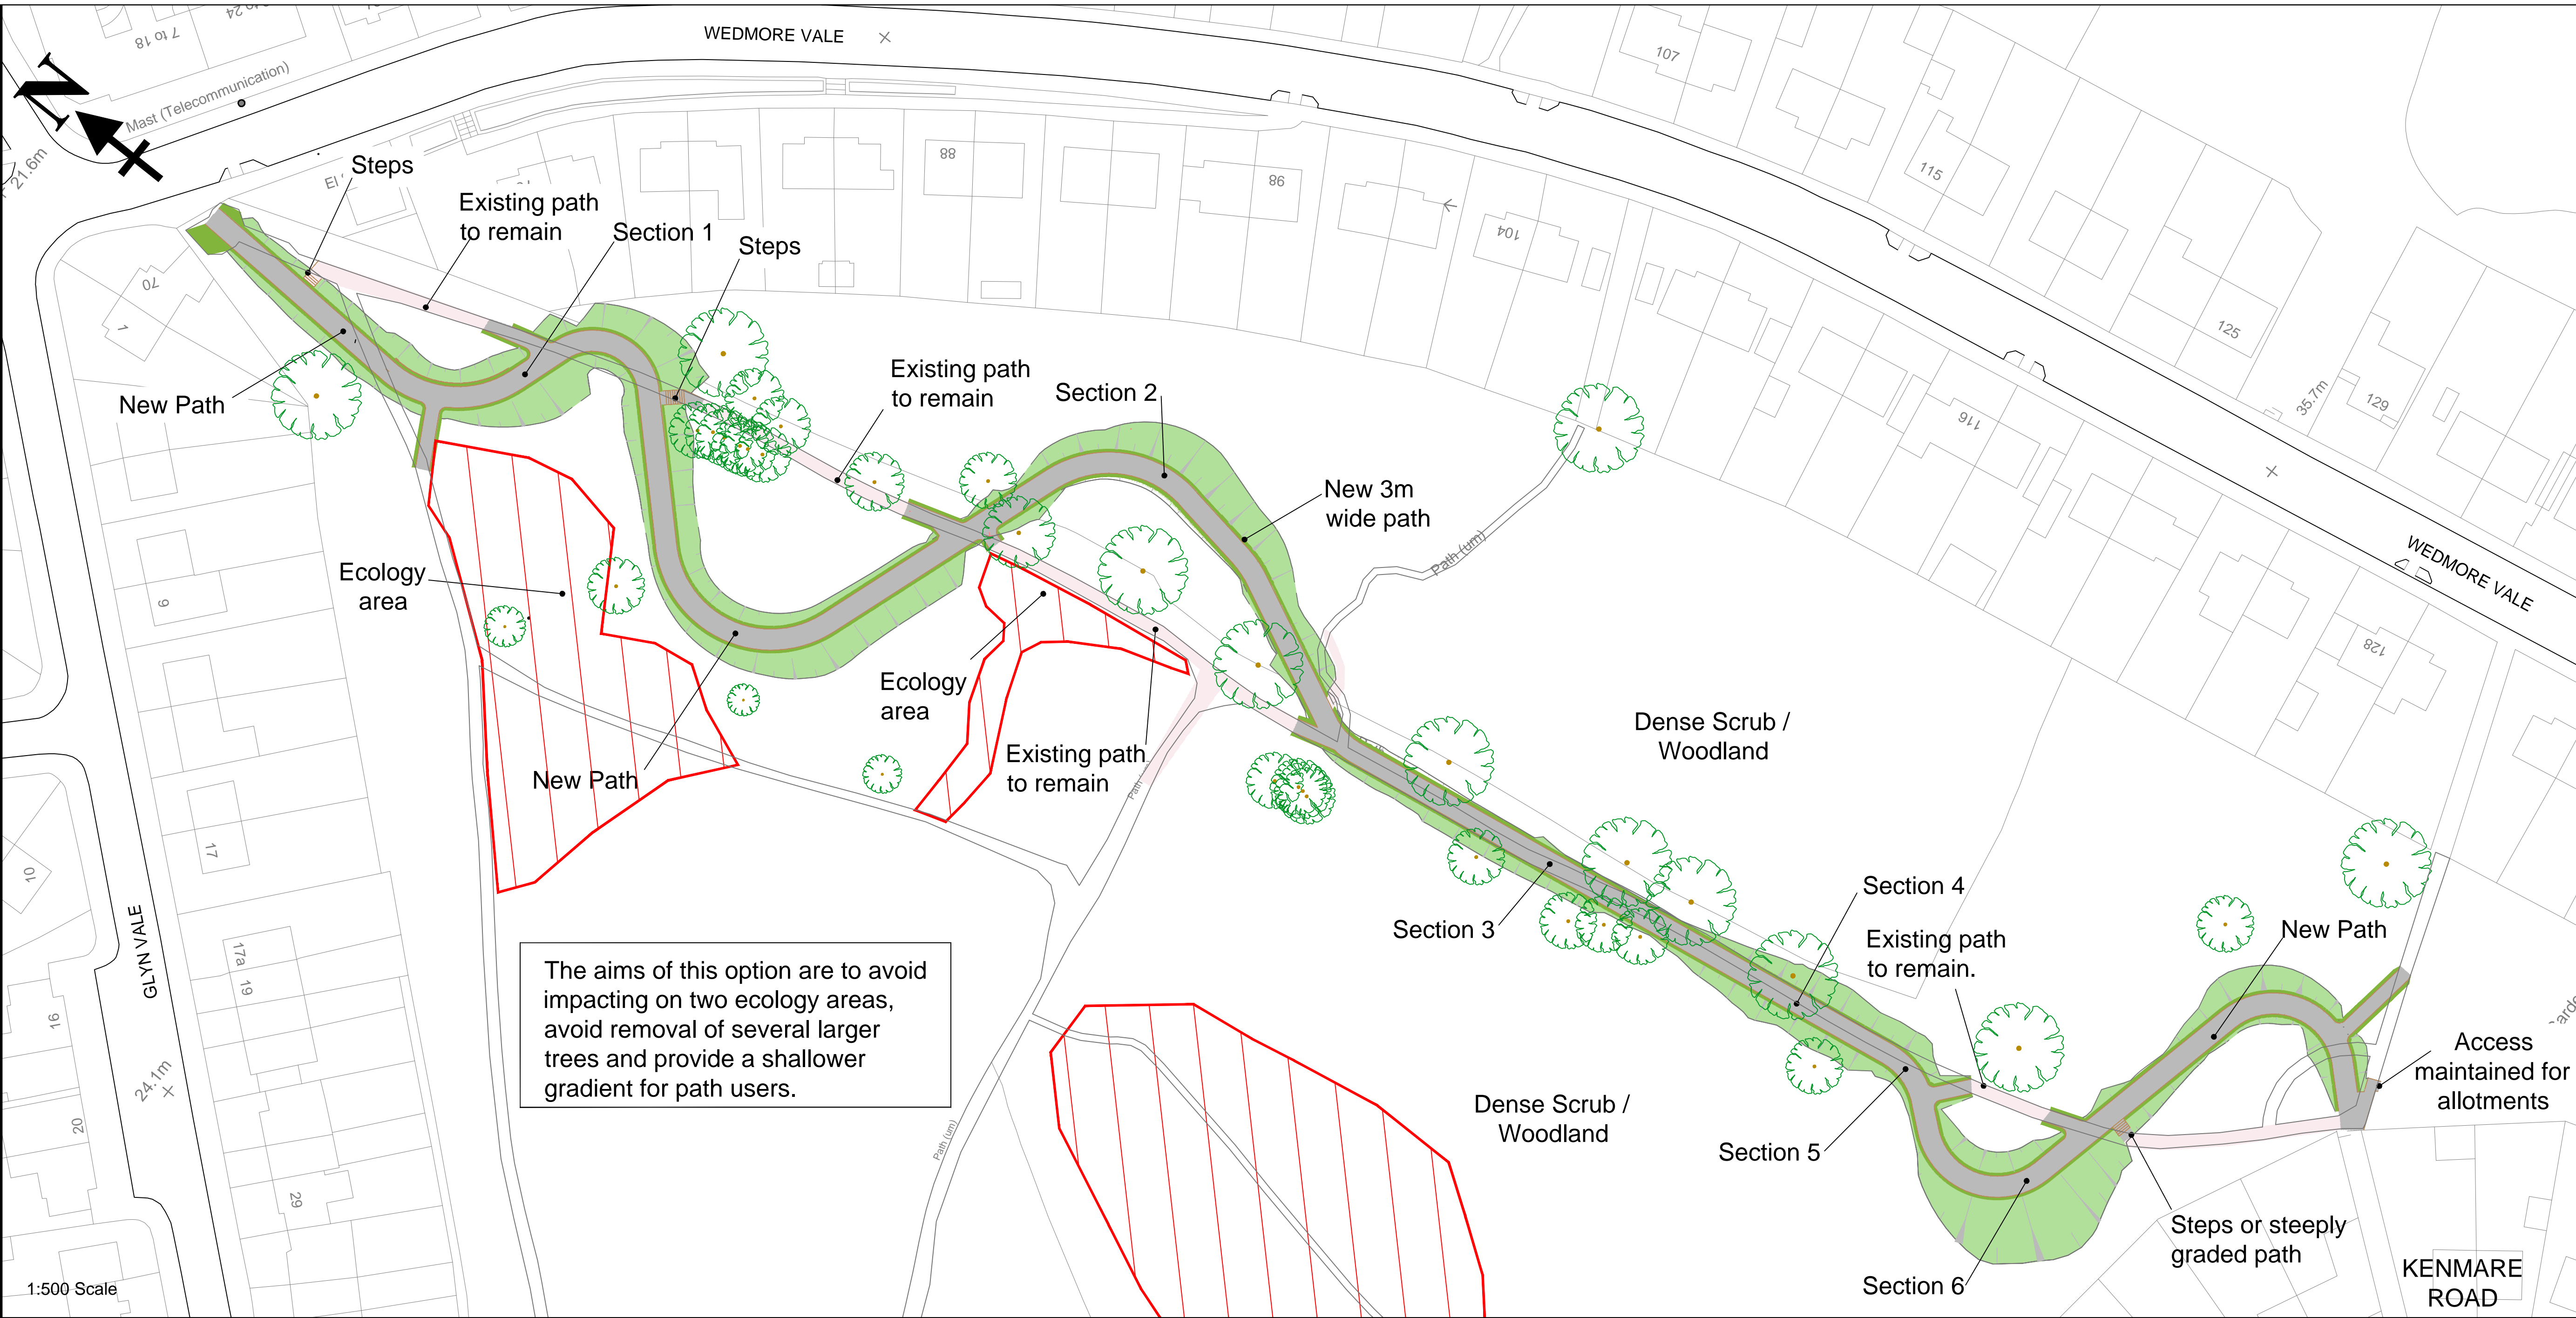 WEDMORE VALE
7 to 18
N
Mast (Telecommunication)
21.6m
107
115
125
35.7m
129
WEDMORE VALE
88
98
104
116
128
Steps
Existing path
to remain
Section 1
Steps
70
1
New Path
Existing path
to remain
Section 2
New 3m
wide path
Path (um)
Ecology
area
9
Ecology
area
Existing path
to remain
New Path
Dense Scrub /
Woodland
17
10
GLYN VALE
17a
19
16
24.1m
20
29
Section 3
Section 4
Existing path
to remain.
New Path
The aims of this option are to avoid
impacting on two ecology areas,
avoid removal of several larger
trees and provide a shallower
gradient for path users.
Access
maintained for
allotments
Dense Scrub /
Woodland
Path (um)
Section 5
Steps or steeply
graded path
Section 6
KENMARE
ROAD
1:500 Scale